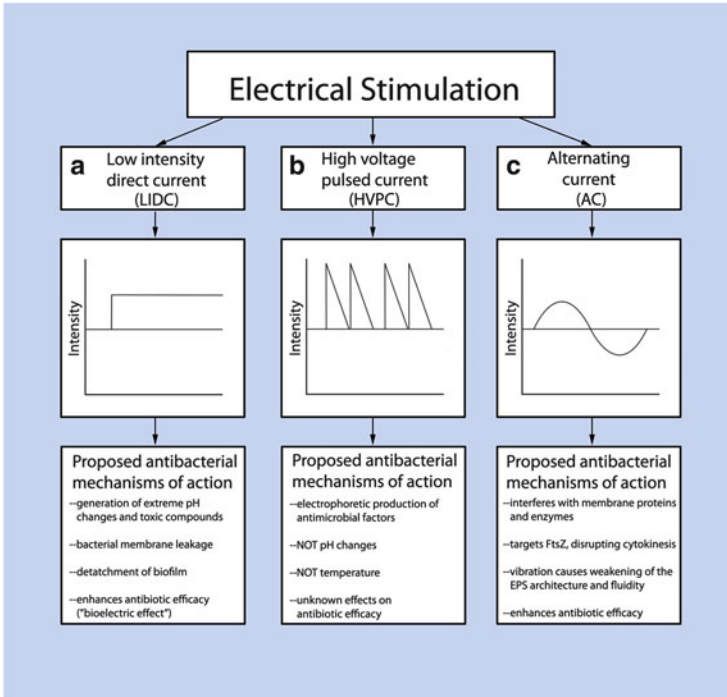 Electrical Stimulation
a
Low intensity
direct current
(LIDC)
b
High voltage
pulsed current
(HVPC)
c
Alternating
current
(AC)
Intensity
Intensity
Intensity
Proposed antibacterial
mechanisms of action
--generation of extreme pH
changes and toxic compounds
--bacterial membrane leakage
--detatchment of biofilm
--enhances antibiotic efficacy
("bioelectric effect")
Proposed antibacterial
mechanisms of action
--electrophoretic production of
antimicrobial factors
--NOT pH changes
--NOT temperature
--unknown effects on
antibiotic efficacy
Proposed antibacterial
mechanisms of action
--interferes with membrane proteins
and enzymes
--targets FtsZ, disrupting cytokinesis
--vibration causes weakening of the
EPS architecture and fluidity
--enhances antibiotic efficacy